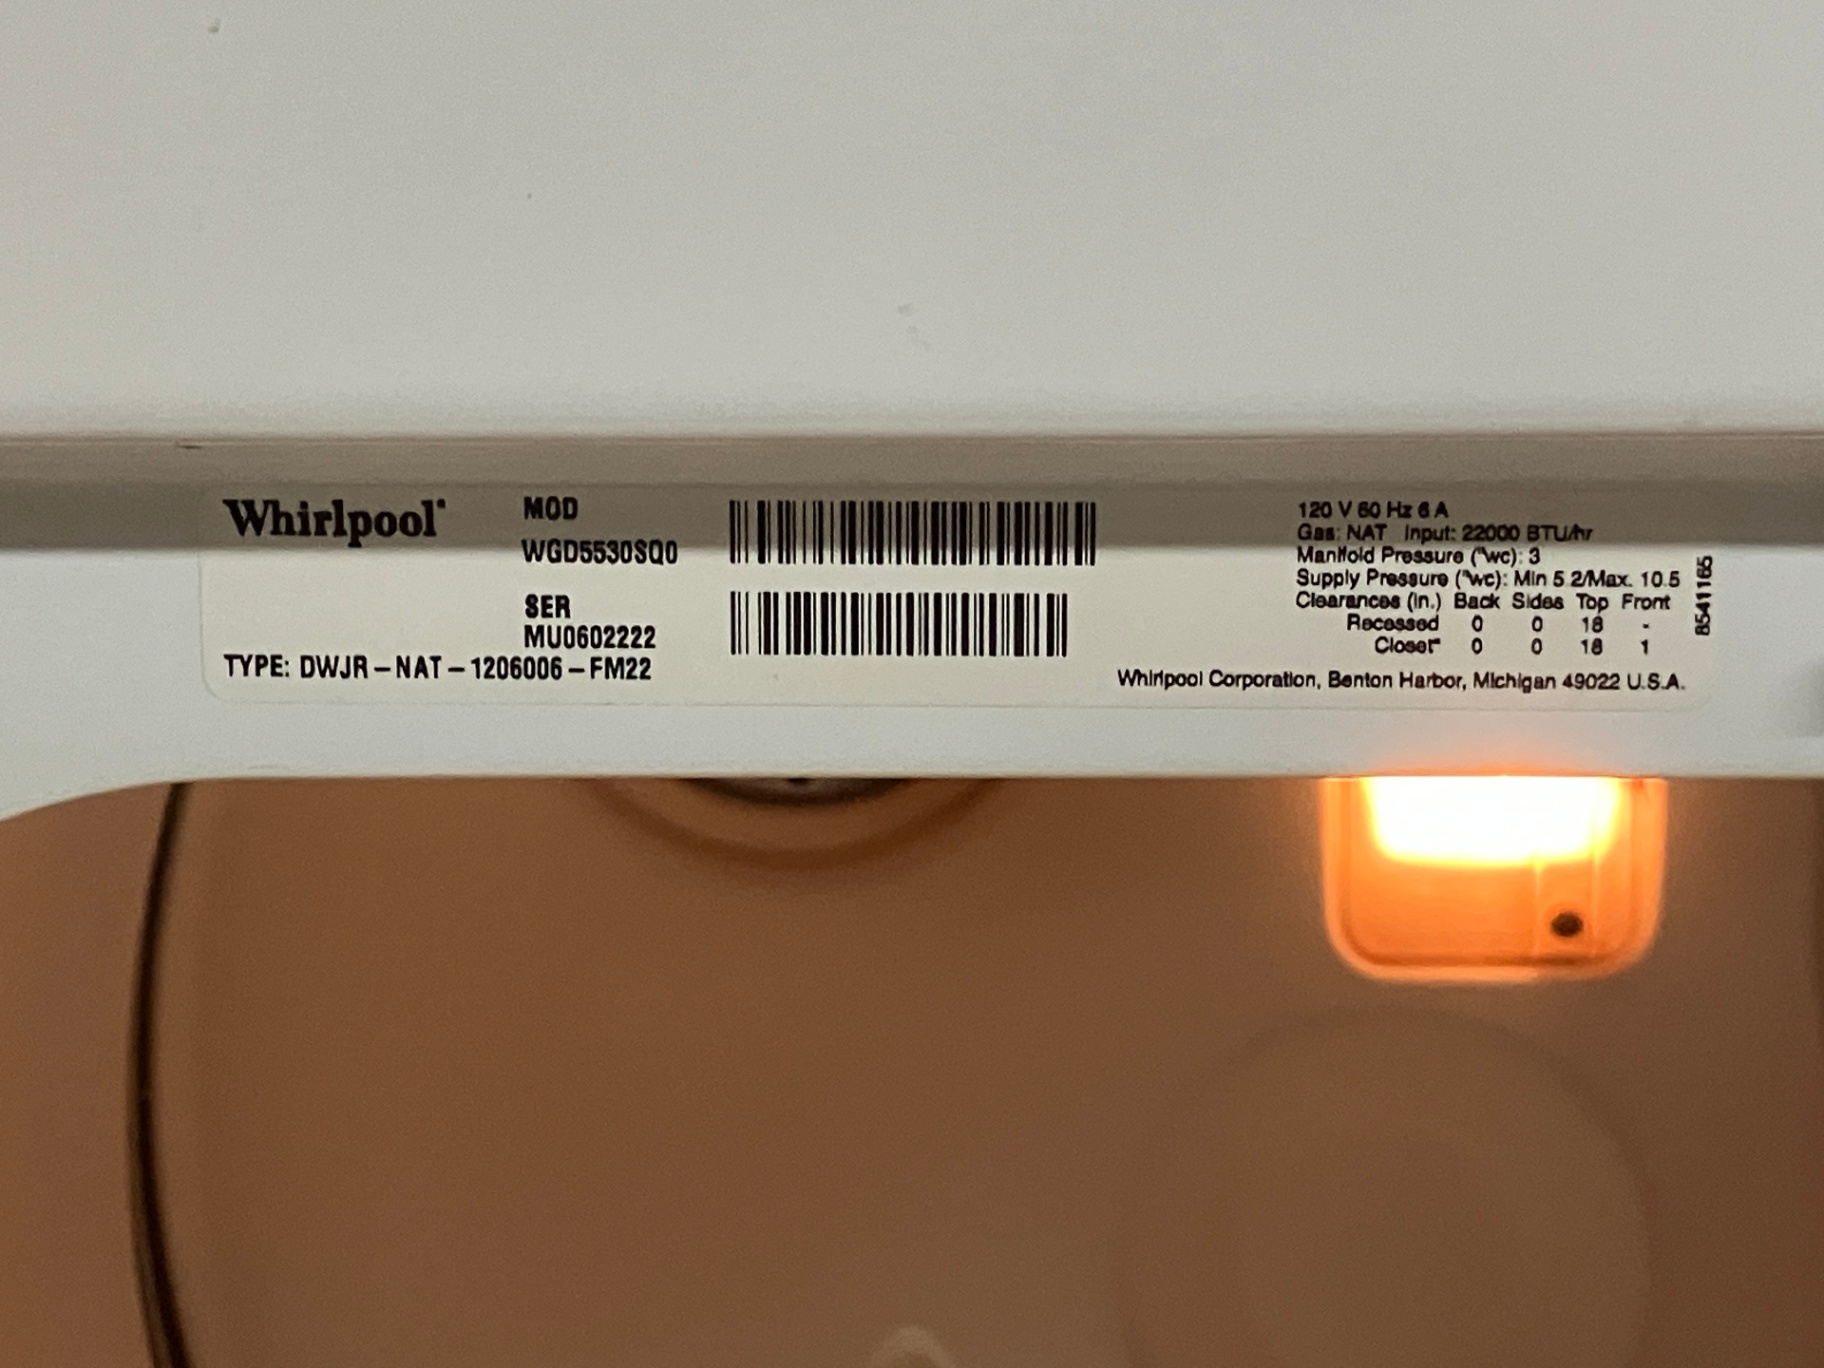 Whirlpool
MOD
WGD5530SQ0
SER
MU0602222
TYPE: DWJR-NAT-1206006-FM22
120 V 60 Hz 6 A
Gas: NAT Input: 22000 BTU/hr
Manifold Pressure ("wc): 3
Supply Pressure ("wc): Min 5.2/Max. 10.5
Clearances (in.) Back Sides Top Front
Recessed 0 0 18 -
Closet* 0 0 18 1
Whirlpool Corporation, Benton Harbor, Michigan 49022 U.S.A.
8541165